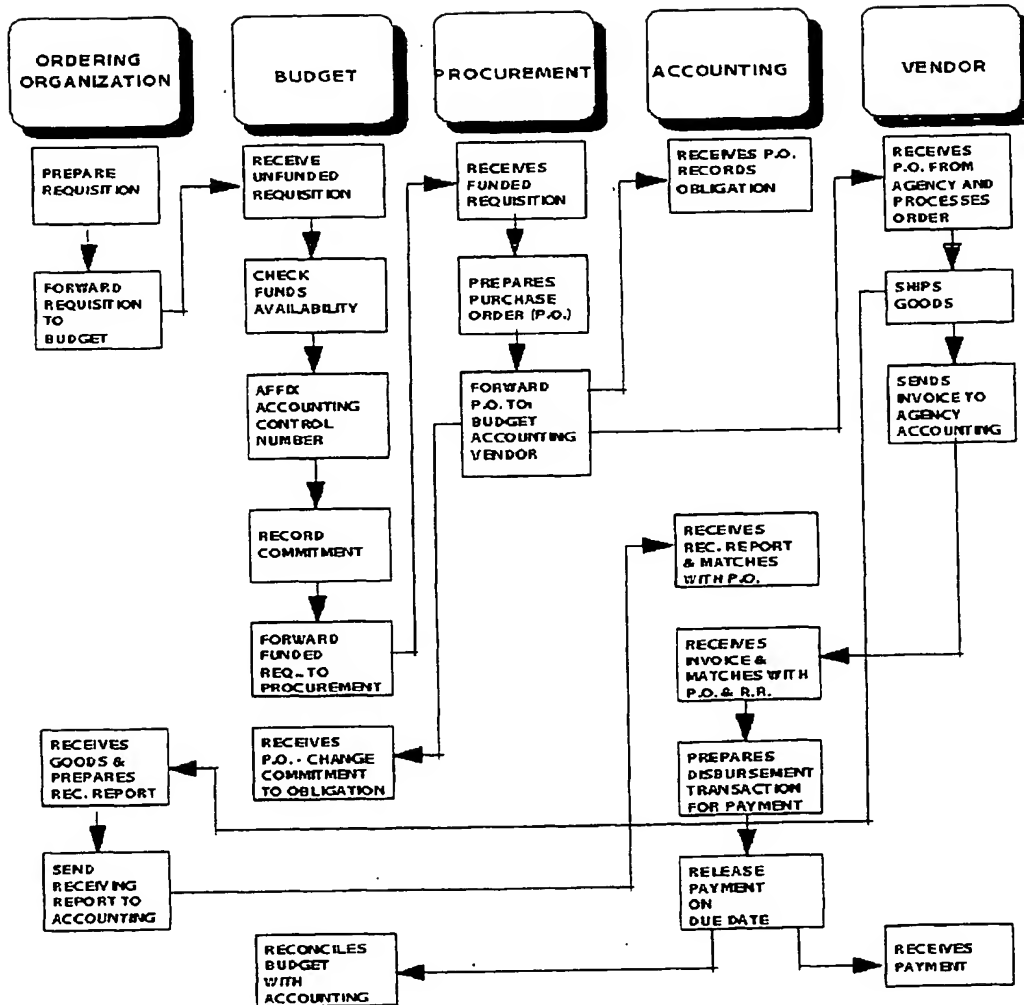 ORDERING
ORGANIZATION
BUDGET
PROCUREMENT
ACCOUNTING
VENDOR
PREPARE
REQUISITION
FORWARD
REQUISITION
TO
BUDGET
RECEIVE
UNFUNDED
REQUISITION
CHECK
FUNDS
AVAILABILITY
AFFIX
ACCOUNTING
CONTROL
NUMBER
RECORD
COMMITMENT
FORWARD
FUNDED
REQ.. TO
PROCUREMENT
RECEIVES
P.O. - CHANGE
COMMITMENT
TO OBLIGATION
RECEIVES
FUNDED
REQUISITION
PREPARES
PURCHASE
ORDER (P.O.)
FORWARD
P.O. TO:
BUDGET
ACCOUNTING
VENDOR
RECEIVES P.O.
RECORDS
OBLIGATION
RECEIVES
P.O. FROM
AGENCY AND
PROCESSES
ORDER
SHIPS
GOODS
SENDS
INVOICE TO
AGENCY
ACCOUNTING
RECEIVES
REC. REPORT
& MATCHES
WITH P.O.
RECEIVES
INVOICE &
MATCHES WITH
P.O. & R.R.
PREPARES
DISBURSEMENT
TRANSACTION
FOR PAYMENT
RELEASE
PAYMENT
ON
DUE DATE
RECEIVES
GOODS &
PREPARES
REC. REPORT
SEND
RECEIVING
REPORT TO
ACCOUNTING
RECONCILES
BUDGET
WITH
ACCOUNTING
RECEIVES
PAYMENT